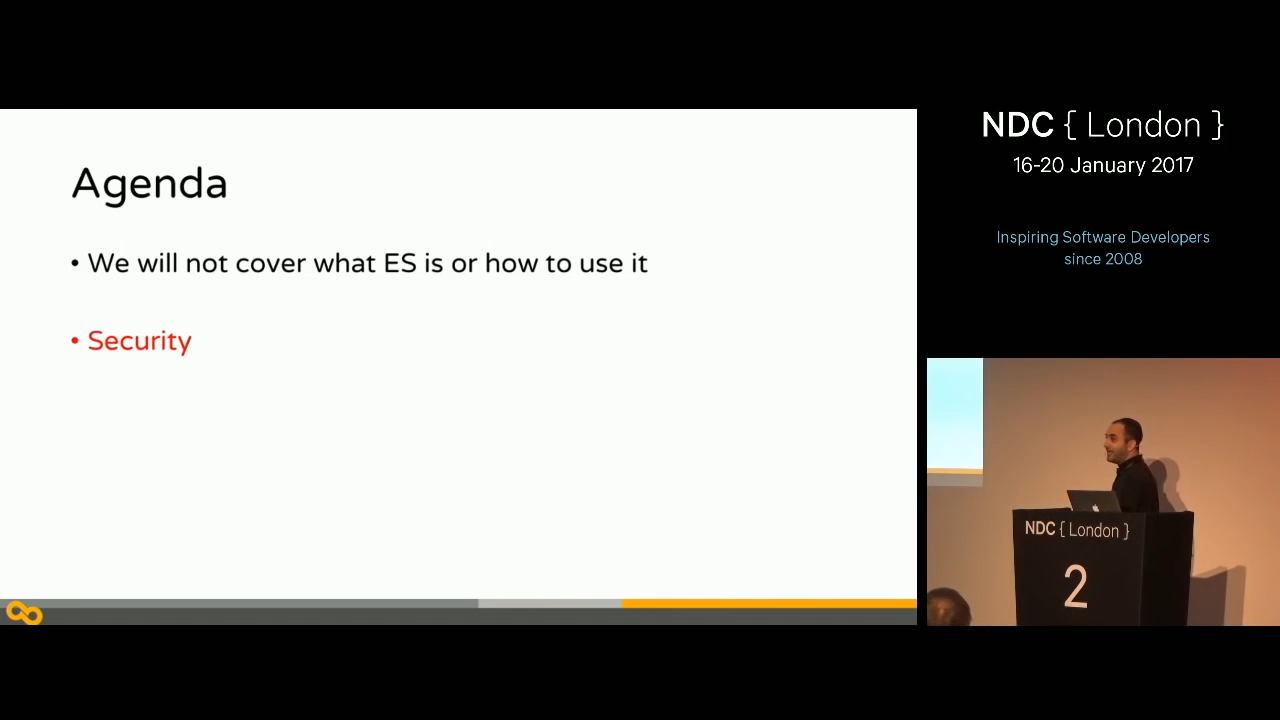 Agenda
• We will not cover what ES is or how to use it
• Security
NDC { London }
16-20 January 2017
Inspiring Software Developers
since 2008
NDC { London }
2